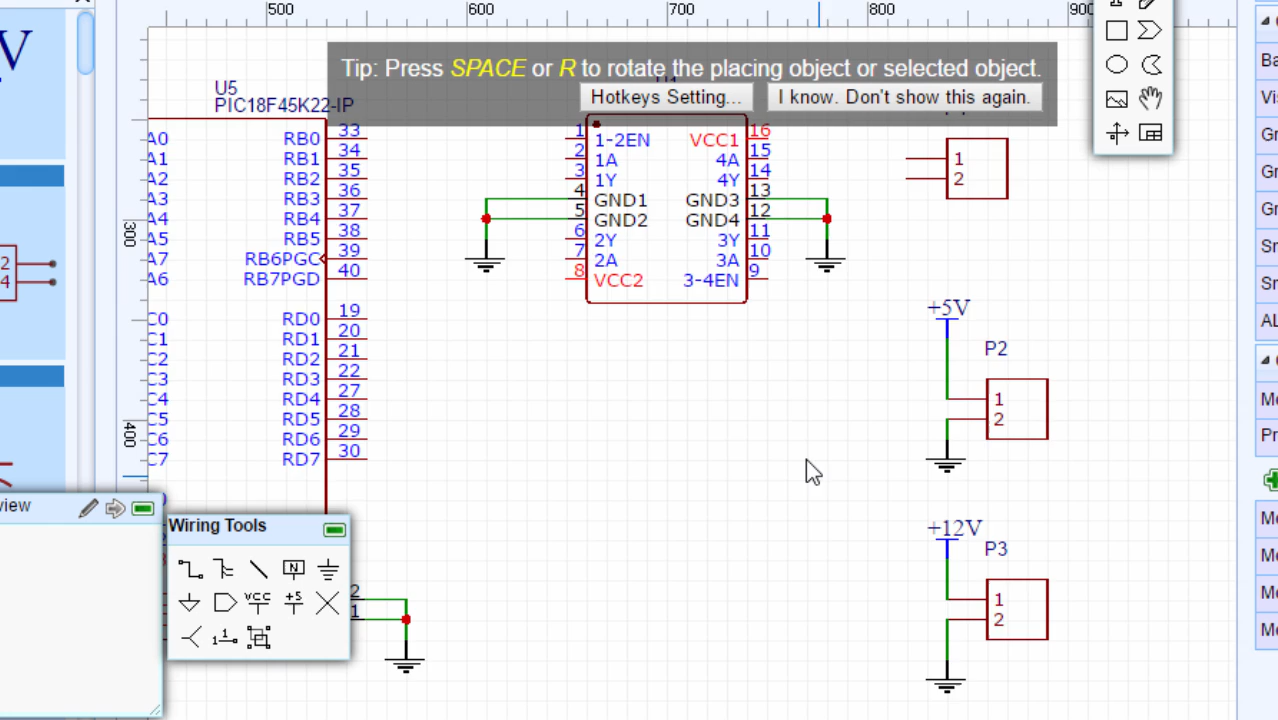 500
600
700
800
900
V
Tip: Press SPACE or R to rotate the placing object or selected object.
Hotkeys Setting...
I know. Don't show this again.
U5
PIC18F45K22-IP
A0
RB0
33
A1
RB1
34
A2
RB2
35
A3
RB3
36
A4
RB4
37
A5
RB5
38
A7
RB6PGC
39
A6
RB7PGD
40
C0
RD0
19
C1
RD1
20
C2
RD2
21
C3
RD3
22
C4
RD4
27
C5
RD5
28
C6
RD6
29
C7
RD7
30
1
1-2EN
VCC1
16
2
1A
4A
15
3
1Y
4Y
14
4
GND1
GND3
13
5
GND2
GND4
12
6
2Y
3Y
11
7
2A
3A
10
8
VCC2
3-4EN
9
1
2
+5V
P2
1
2
+12V
P3
1
2
300
400
2
4
view
Wiring Tools
N
VCC
+5
1
2
1
Ba
Vis
Gr
Gr
Gr
Sn
Sn
AL
Mo
Pr
Mo
Mo
Mo
Mo